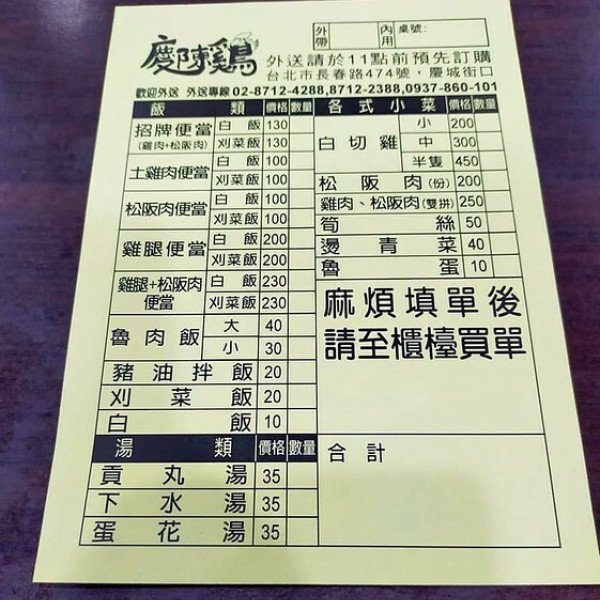 慶陳雞
外帶 內用 桌號:
外送請於11點前預先訂購
台北市長春路474號，慶城街口
歡迎外送 外送專線02-8712-4288,8712-2388,0937-860-101
飯類 價格 數量
招牌便當(雞肉+松阪肉) 白飯 130
刈菜飯 130
土雞肉便當 白飯 100
刈菜飯 100
松阪肉便當 白飯 100
刈菜飯 100
雞腿便當 白飯 200
刈菜飯 200
雞腿+松阪肉便當 白飯 230
刈菜飯 230
魯肉飯 大 40
小 30
豬油拌飯 20
刈菜飯 20
白飯 10
湯類 價格 數量
貢丸湯 35
下水湯 35
蛋花湯 35
各式小菜 價格 數量
白切雞 小 200
中 300
半隻 450
松阪肉(份) 200
雞肉、松阪肉(雙拼) 250
筍絲 50
燙青菜 40
魯蛋 10
麻煩填單後
請至櫃檯買單
合計